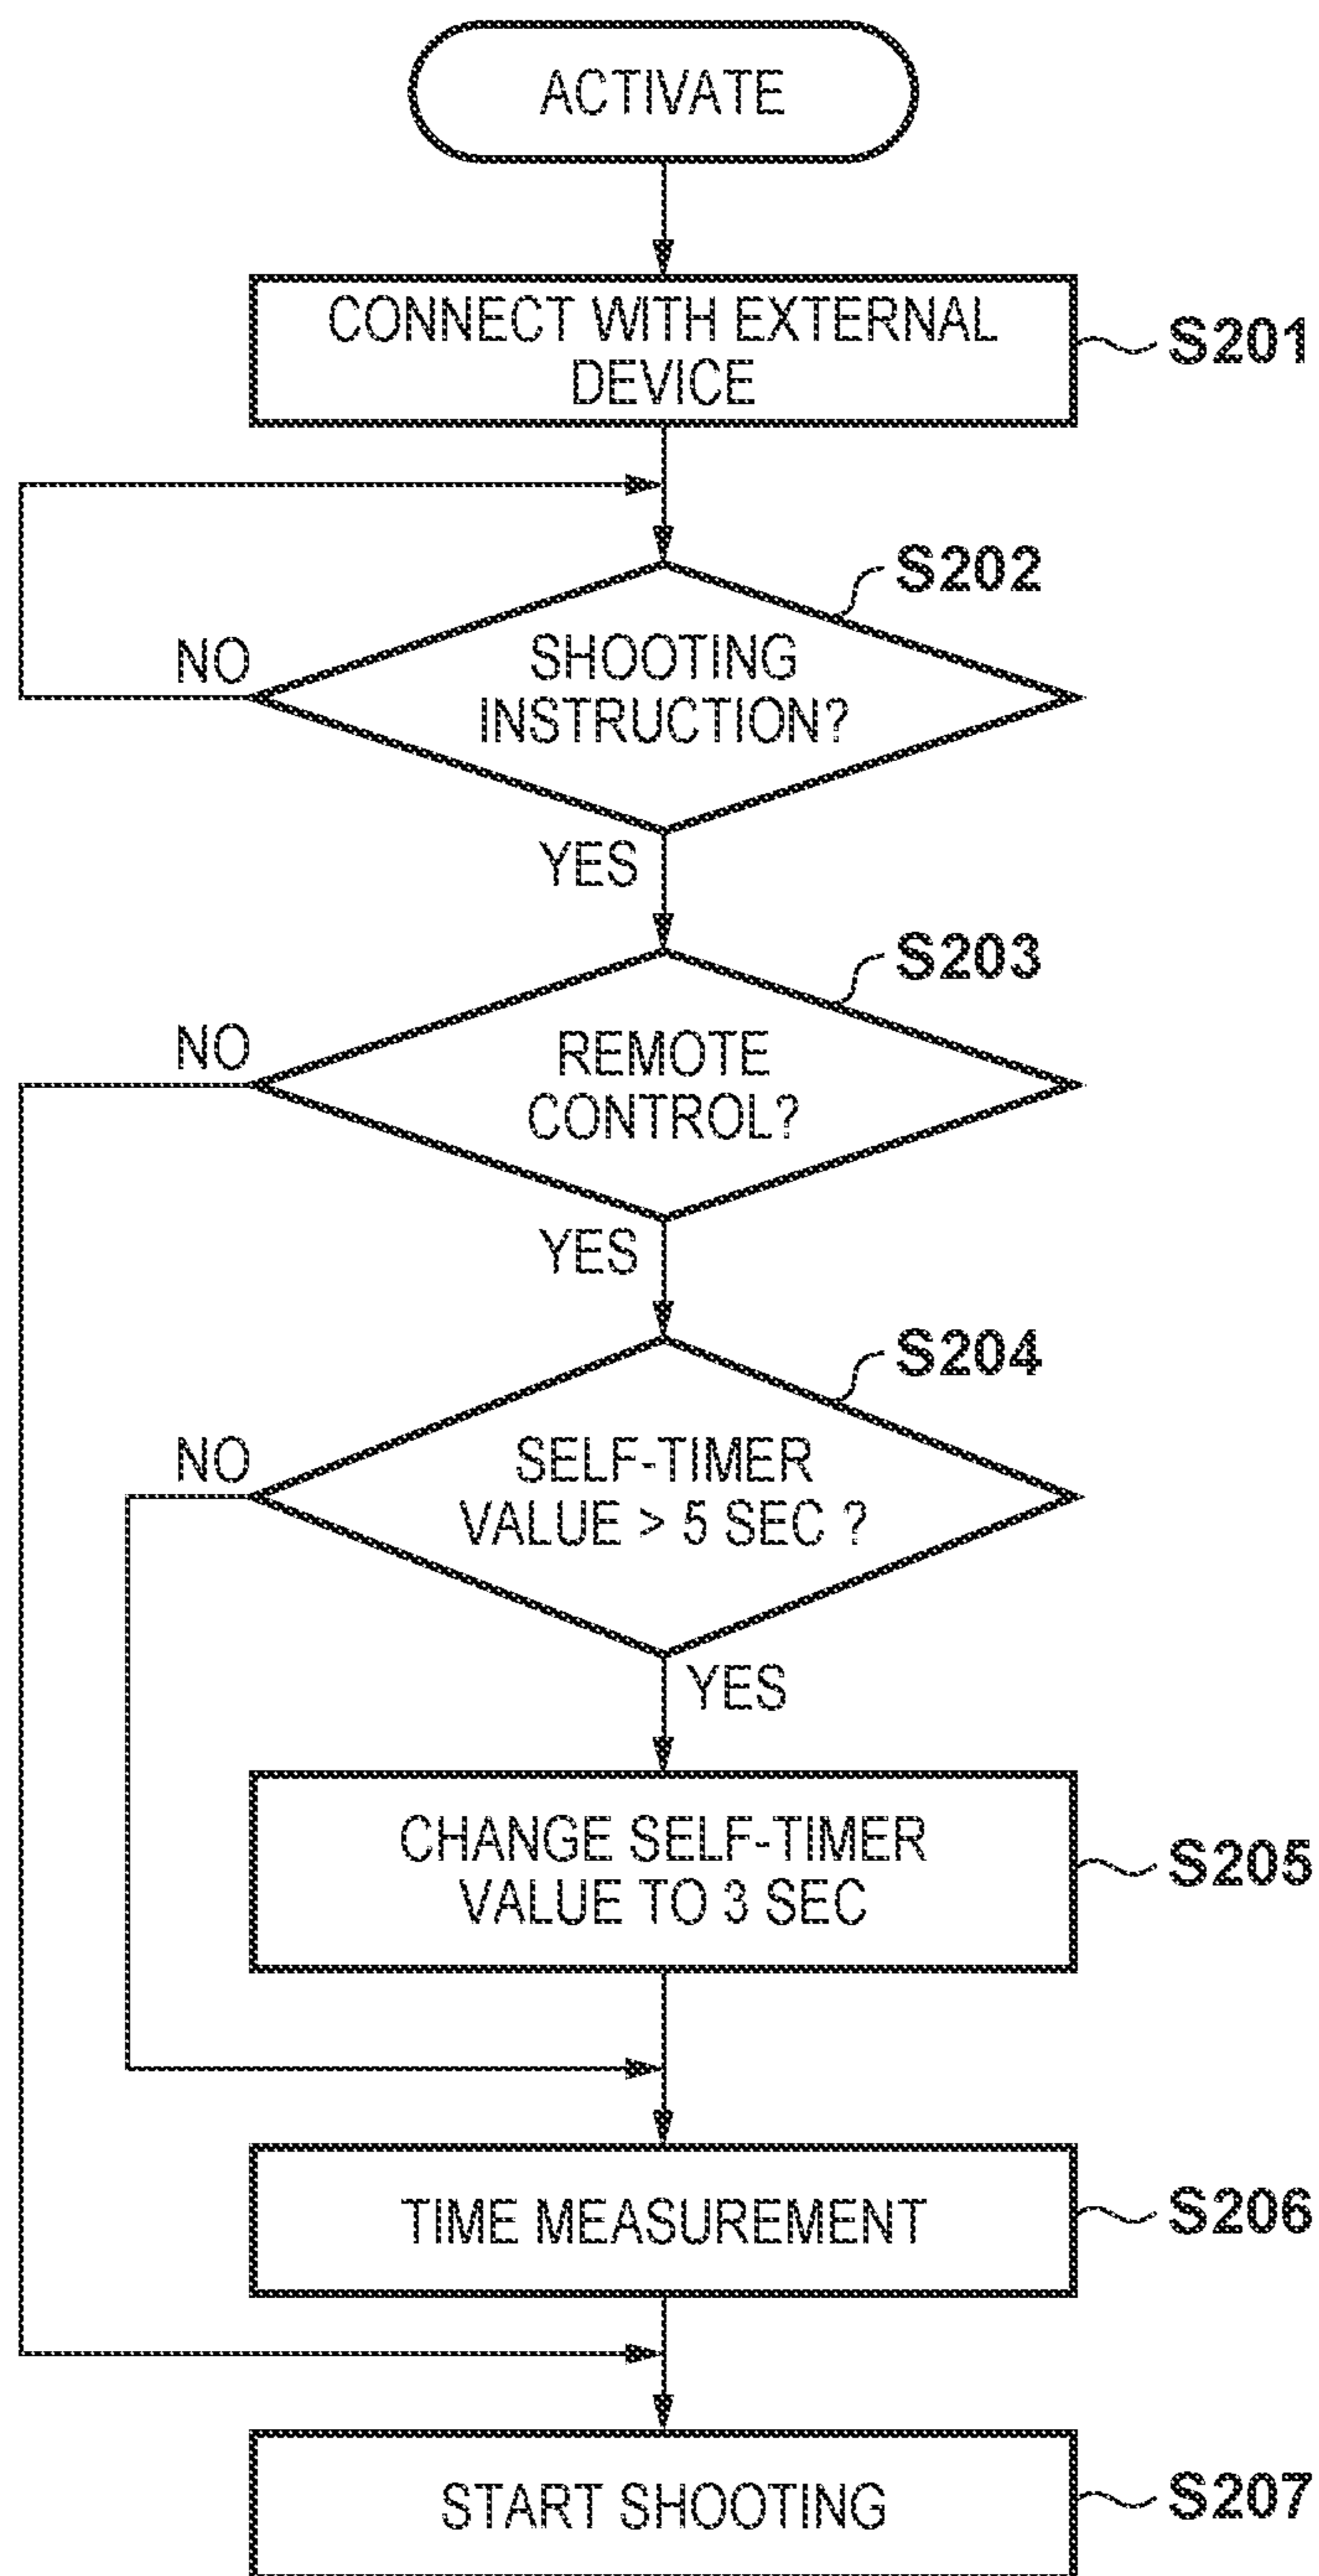 ACTIVATE
CONNECT WITH EXTERNAL
DEVICE
S201
S202
NO
SHOOTING
INSTRUCTION?
YES
S203
NO
REMOTE
CONTROL?
YES
S204
NO
SELF-TIMER
VALUE > 5 SEC ?
YES
CHANGE SELF-TIMER
VALUE TO 3 SEC
S205
TIME MEASUREMENT
S206
START SHOOTING
S207